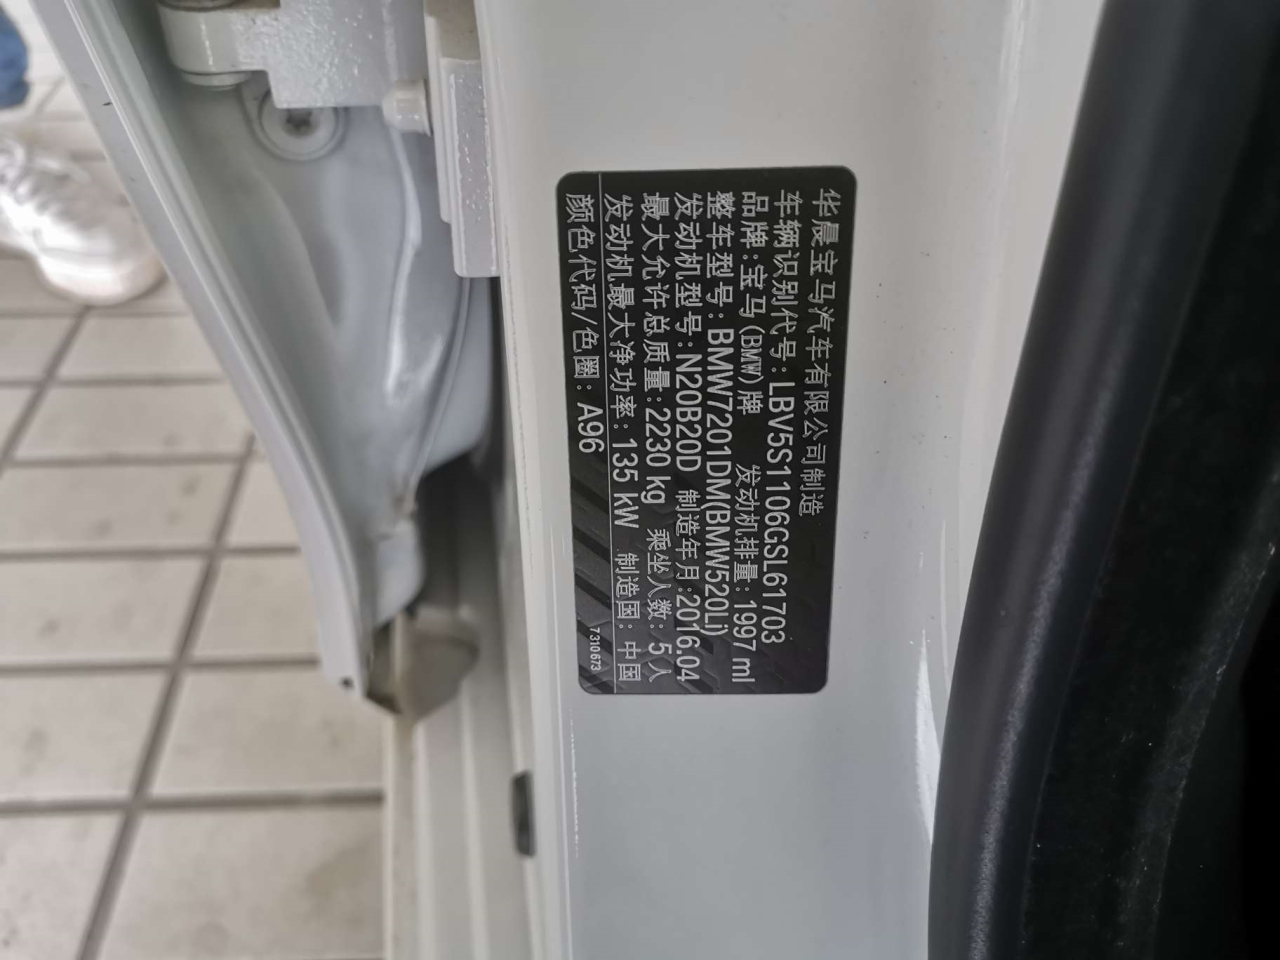 华晨宝马汽车有限公司制造
车辆识别代号:LBV5S1106GSL61703
品牌:宝马(BMW)牌 发动机排量:1997 ml
整车型号:BMW7201DM(BMW520Li)
发动机型号:N20B20D 制造年月:2016.04
最大允许总质量:2230 kg 乘坐人数:5人
发动机最大净功率:135 kW 制造国:中国
颜色代码/色圈:A96 7310673